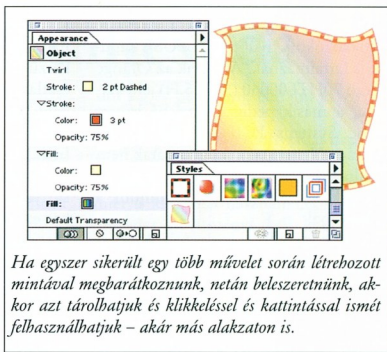 Appearance
Object
Twirl
Stroke: 2 pt Dashed
Stroke:
Color: 3 pt
Opacity: 75%
Fill:
Color:
Opacity: 75%
Fill:
Default Transparency
Styles
Ha egyszer sikerült egy több művelet során létrehozott
mintával megbarátkoznunk, netán beleszeretnünk, ak-
kor azt tárolhatjuk és klikkeléssel és kattintással ismét
felhasználhatjuk – akár más alakzaton is.